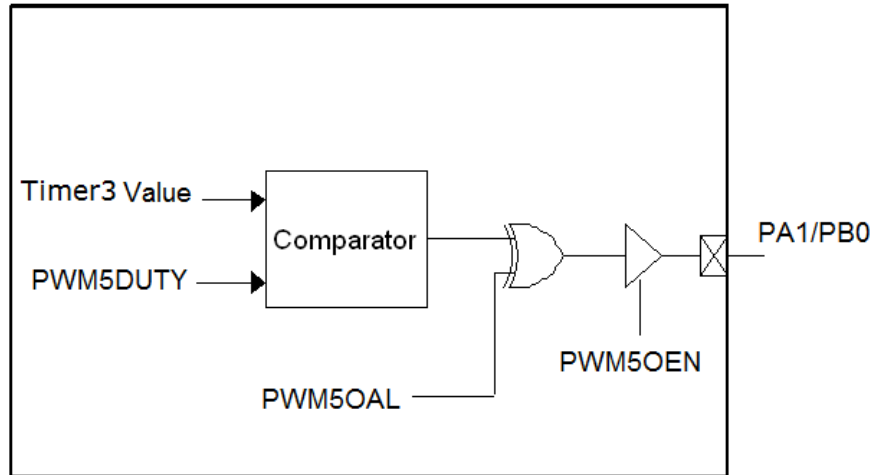 Timer3 Value
Comparator
PA1/PB0
PWM5DUTY
PWM5OEN
PWM5OAL